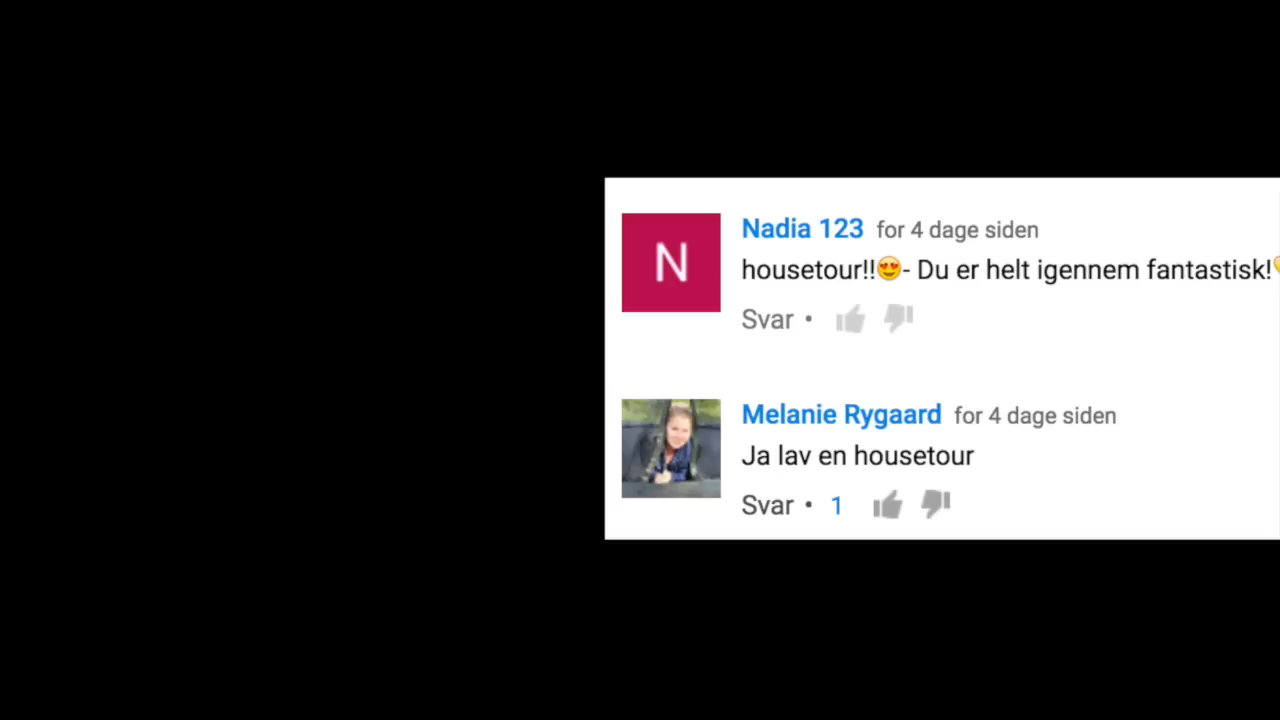 N
Nadia 123 for 4 dage siden
housetour!!😍- Du er helt igennem fantastisk!
Svar •
Melanie Rygaard for 4 dage siden
Ja lav en housetour
Svar • 1